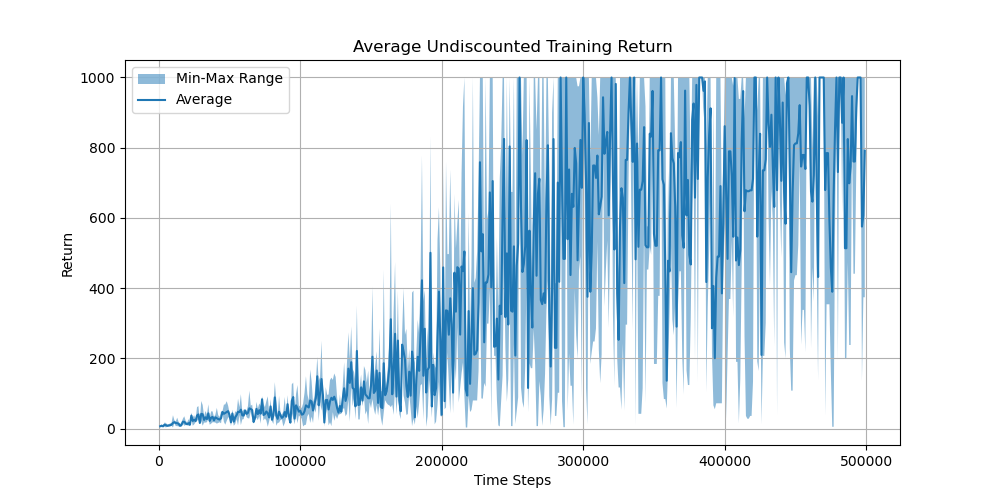 Average Undiscounted Training Return
Min-Max Range
Average
Return
1000
800
600
400
200
0
0 100000 200000 300000 400000 500000
Time Steps